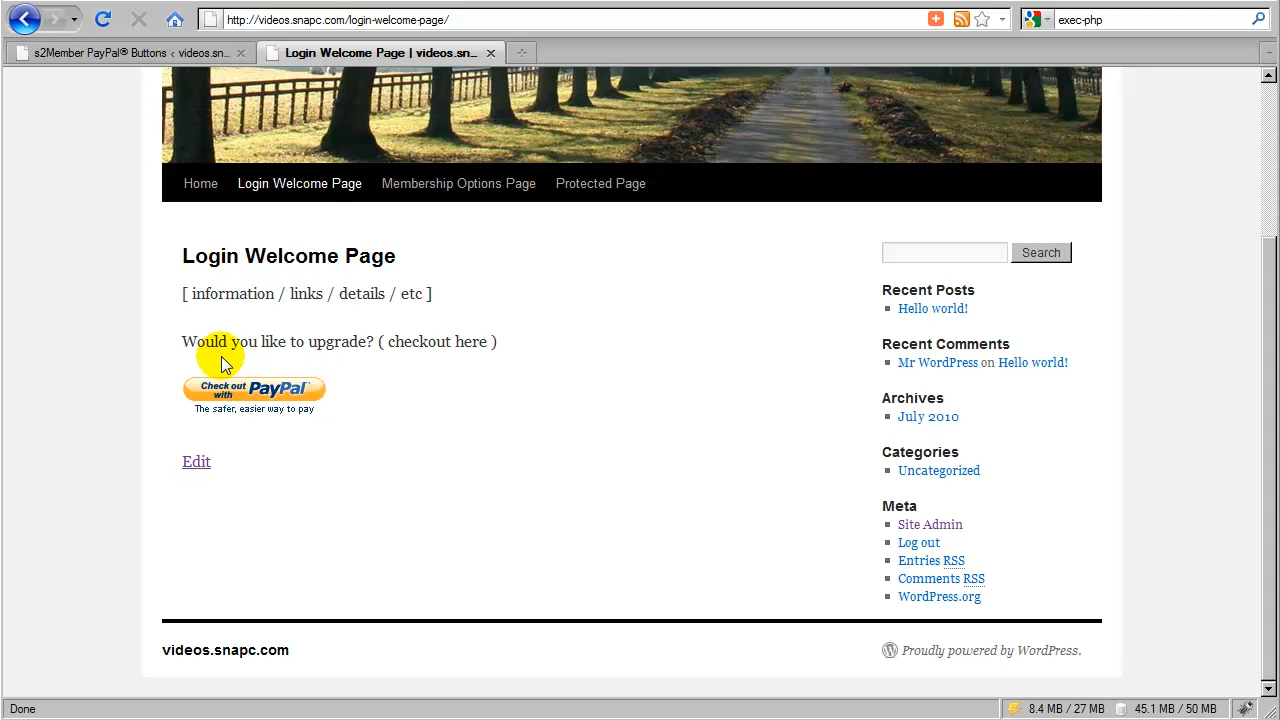 http://videos.snapc.com/login-welcome-page/
exec-php
s2Member PayPal® Buttons ‹ videos.sn...
Login Welcome Page | videos.sn...
Home
Login Welcome Page
Membership Options Page
Protected Page
Login Welcome Page
[ information / links / details / etc ]
Would you like to upgrade? ( checkout here )
Check out with PayPal
The safer, easier way to pay
Edit
Search
Recent Posts
Hello world!
Recent Comments
Mr WordPress on Hello world!
Archives
July 2010
Categories
Uncategorized
Meta
Site Admin
Log out
Entries RSS
Comments RSS
WordPress.org
videos.snapc.com
Proudly powered by WordPress.
Done
8.4 MB / 27 MB
45.1 MB / 50 MB